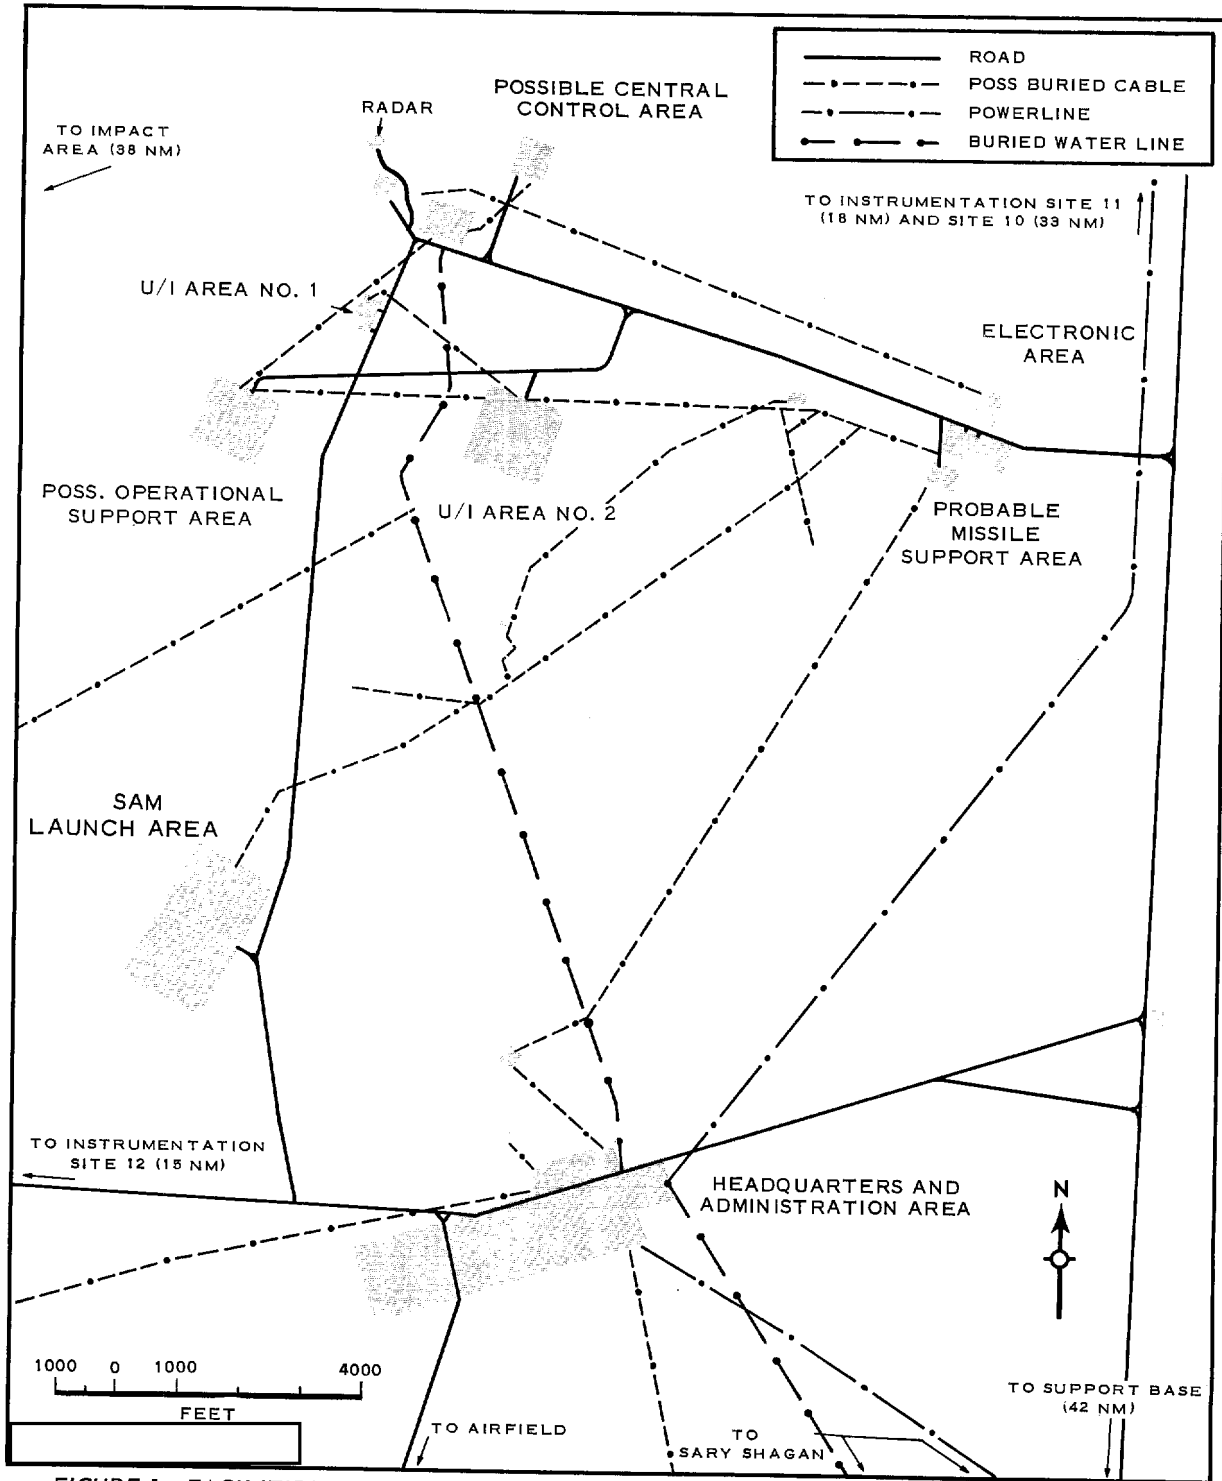 ROAD
POSS BURIED CABLE
POWERLINE
BURIED WATER LINE
POSSIBLE CENTRAL
CONTROL AREA
RADAR
TO IMPACT
AREA (38 NM)
TO INSTRUMENTATION SITE 11
(18 NM) AND SITE 10 (33 NM)
U/I AREA NO. 1
ELECTRONIC
AREA
POSS. OPERATIONAL
SUPPORT AREA
U/I AREA NO. 2
PROBABLE
MISSILE
SUPPORT AREA
SAM
LAUNCH AREA
TO INSTRUMENTATION
SITE 12 (15 NM)
HEADQUARTERS AND
ADMINISTRATION AREA
N
1000 0 1000 4000
FEET
TO AIRFIELD
TO
SARY SHAGAN
TO SUPPORT BASE
(42 NM)